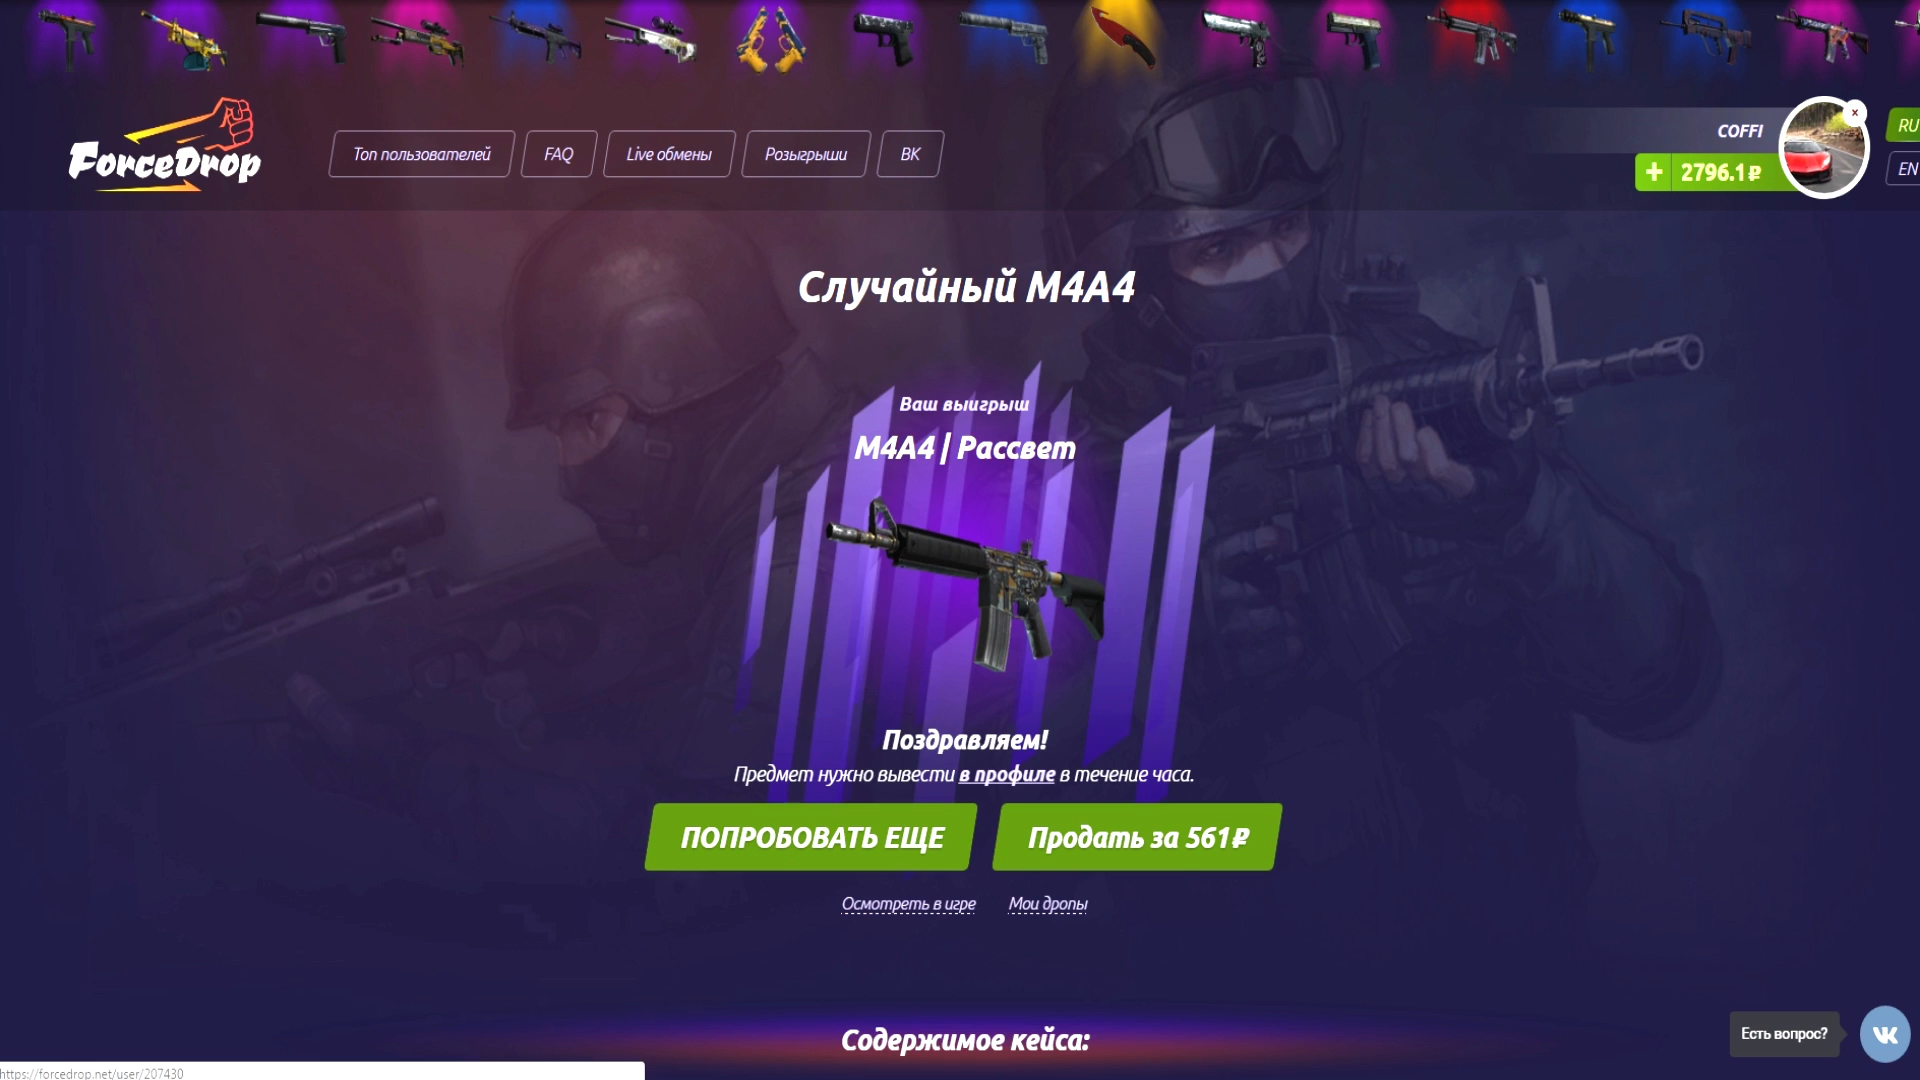 ForceDrop
Топ пользователей
FAQ
Live обмены
Розыгрыши
ВК
COFFI
x
+ 2796.1₽
RU
EN
Случайный M4A4
Ваш выигрыш
M4A4 | Рассвет
Поздравляем!
Предмет нужно вывести в профиле в течение часа.
ПОПРОБОВАТЬ ЕЩЕ
Продать за 561₽
Осмотреть в игре
Мои дропы
Содержимое кейса:
Есть вопрос?
https://forcedrop.net/user/207430